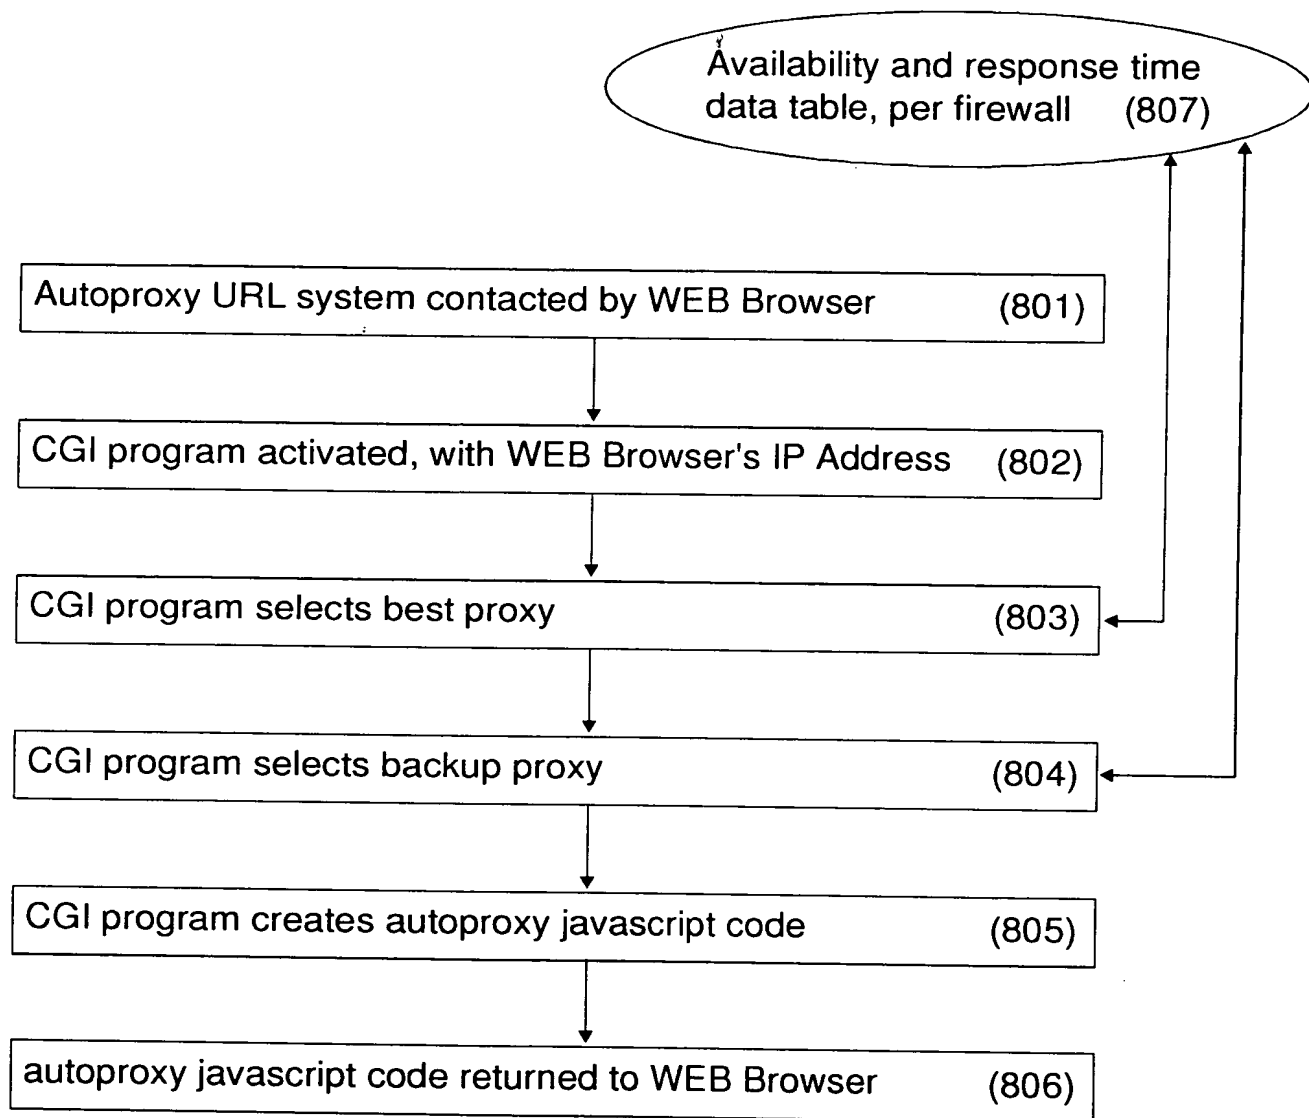 Availability and response time
data table, per firewall (807)
Autoproxy URL system contacted by WEB Browser (801)
CGI program activated, with WEB Browser's IP Address (802)
CGI program selects best proxy (803)
CGI program selects backup proxy (804)
CGI program creates autoproxy javascript code (805)
autoproxy javascript code returned to WEB Browser (806)